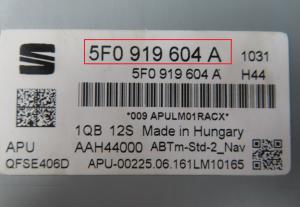 5F0 919 604 A 1031
5F0 919 604 A H44
*009 APULM01RACX*
1QB 12S Made in Hungary
APU AAH44000 ABTm-Std-2_Nav
QFSE406D APU-00225.06.161LM10165